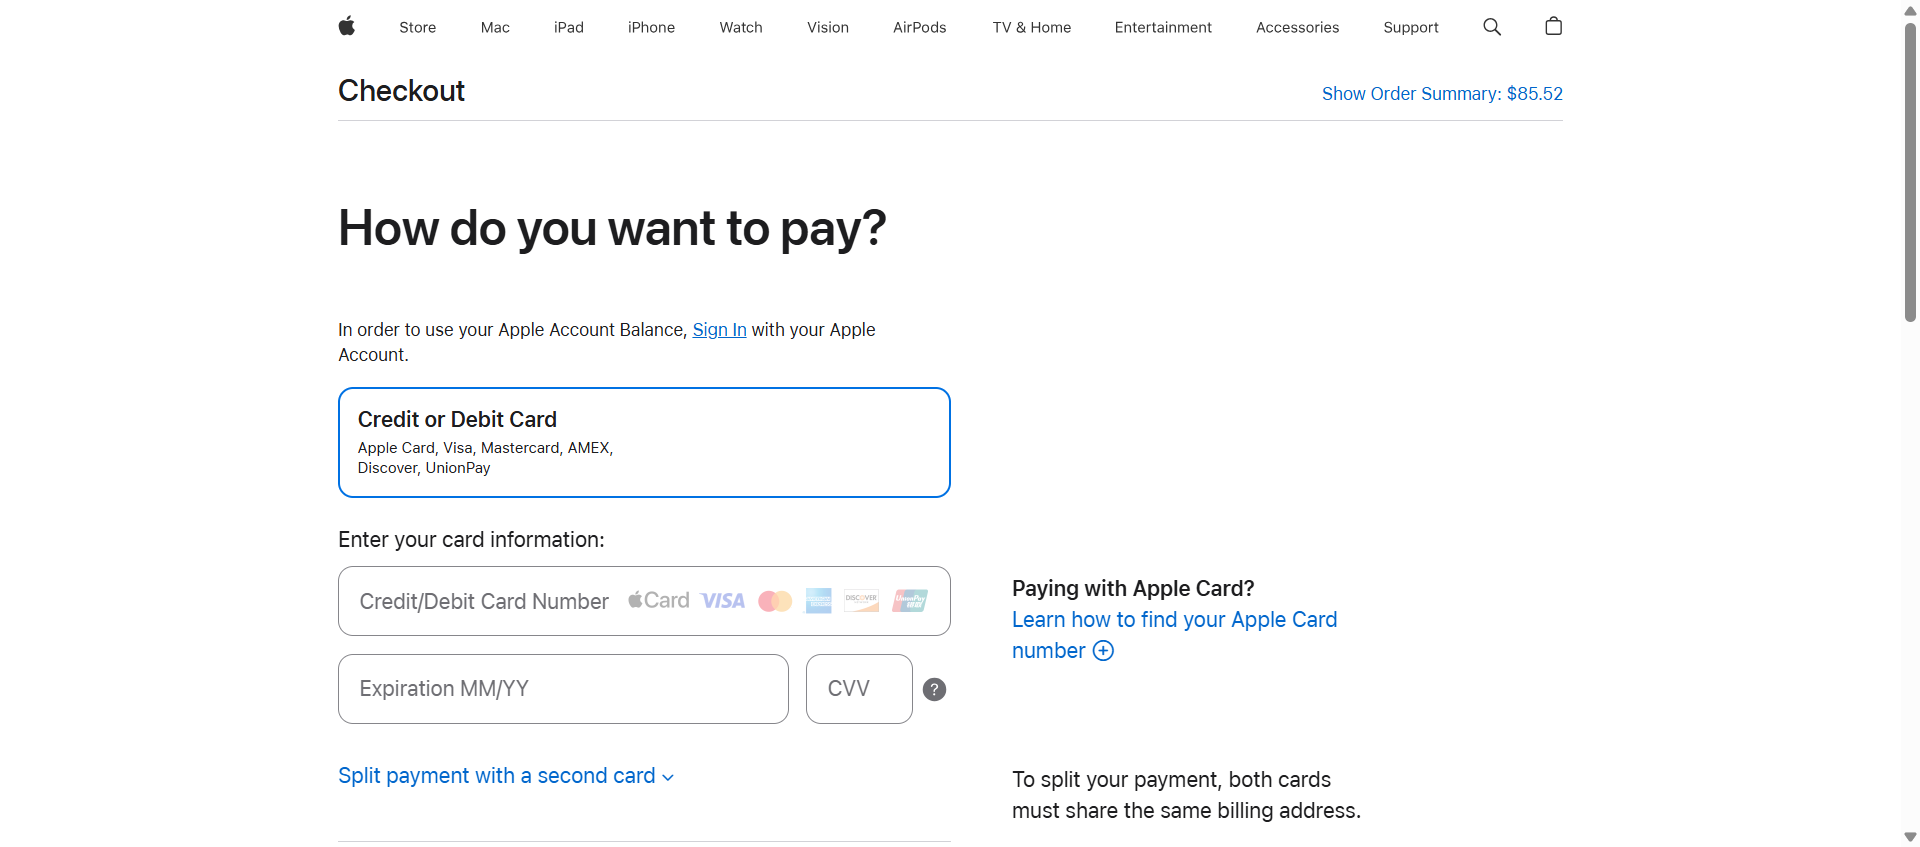 Store Mac iPad iPhone Watch Vision AirPods TV & Home Entertainment Accessories Support
Checkout
Show Order Summary: $85.52
How do you want to pay?
In order to use your Apple Account Balance, Sign In with your Apple
Account.
Credit or Debit Card
Apple Card, Visa, Mastercard, AMEX,
Discover, UnionPay
Enter your card information:
Credit/Debit Card Number Card VISA DISCOVER UnionPay
Expiration MM/YY
CVV
?
Paying with Apple Card?
Learn how to find your Apple Card
number
Split payment with a second card
To split your payment, both cards
must share the same billing address.